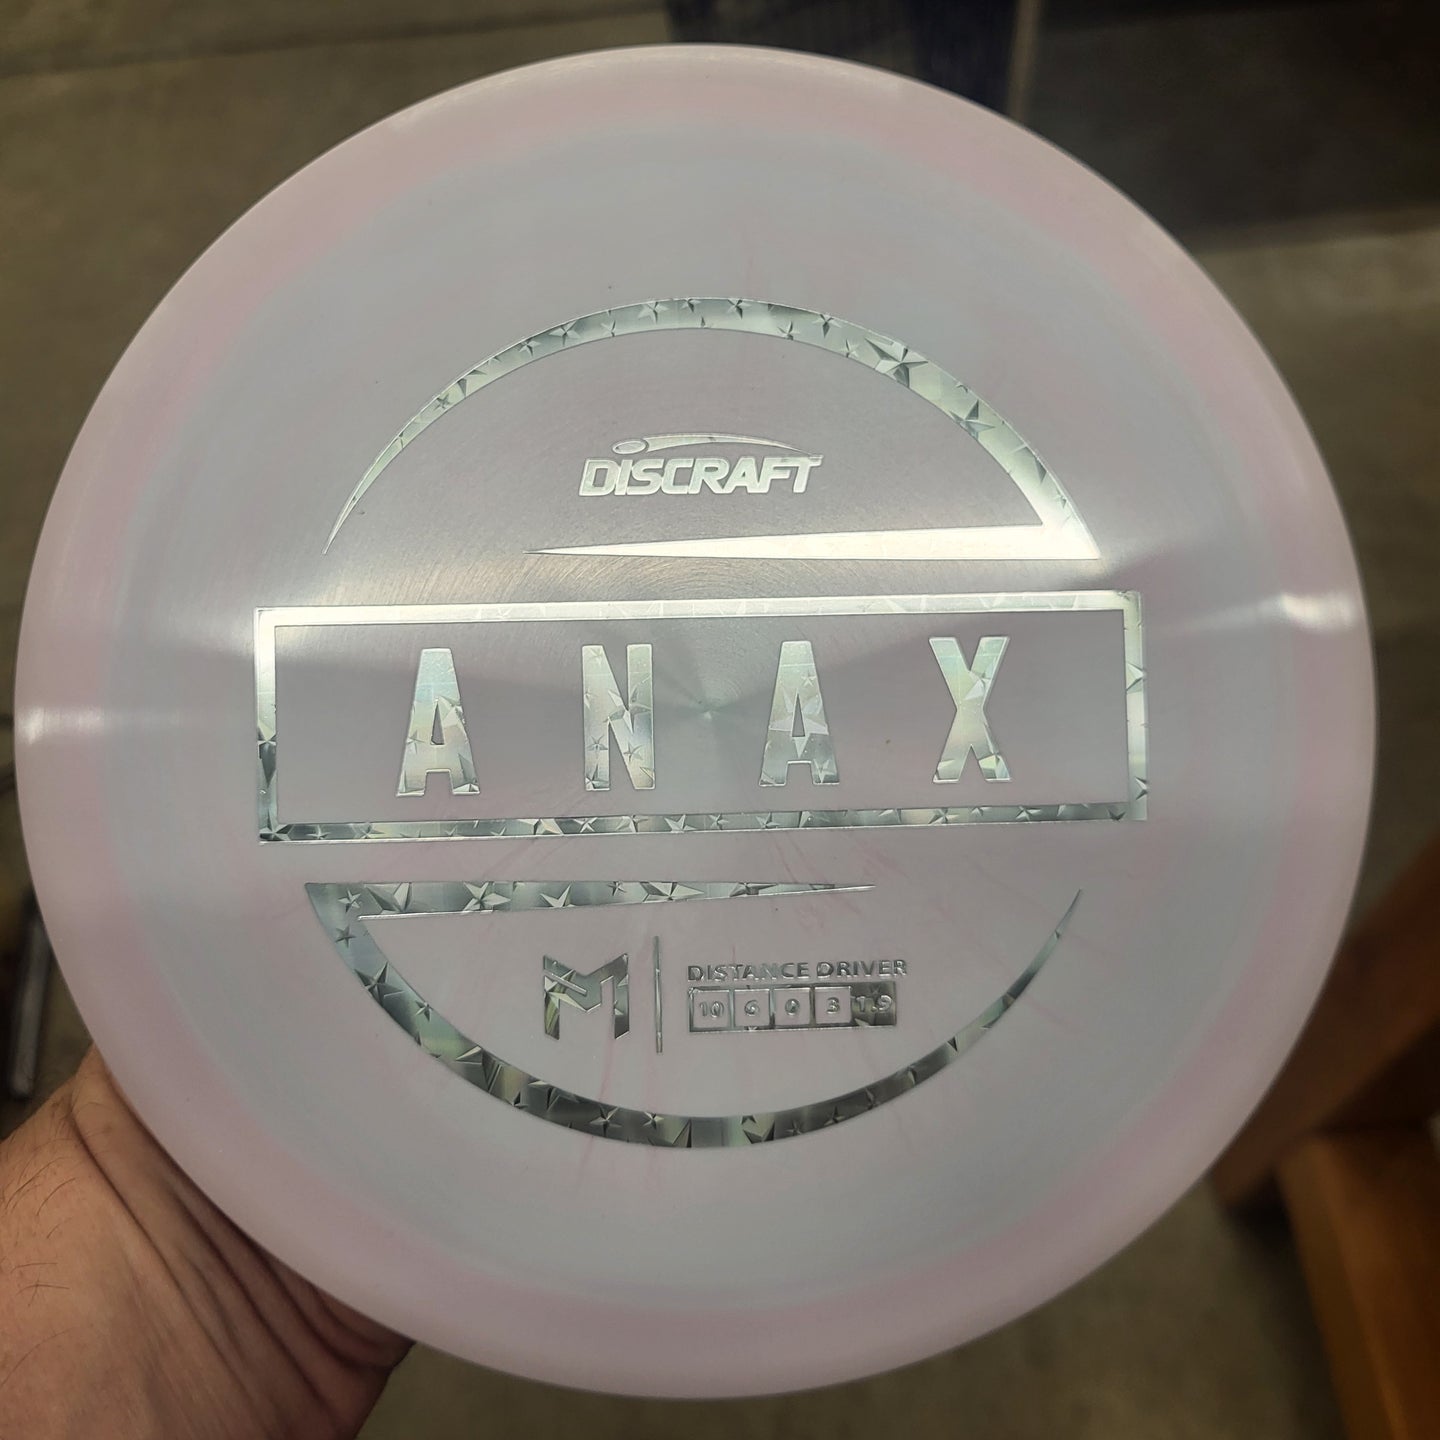 DISCRAFT
ANAX
M
DISTANCE DRIVER
10 6 0 3 1.9